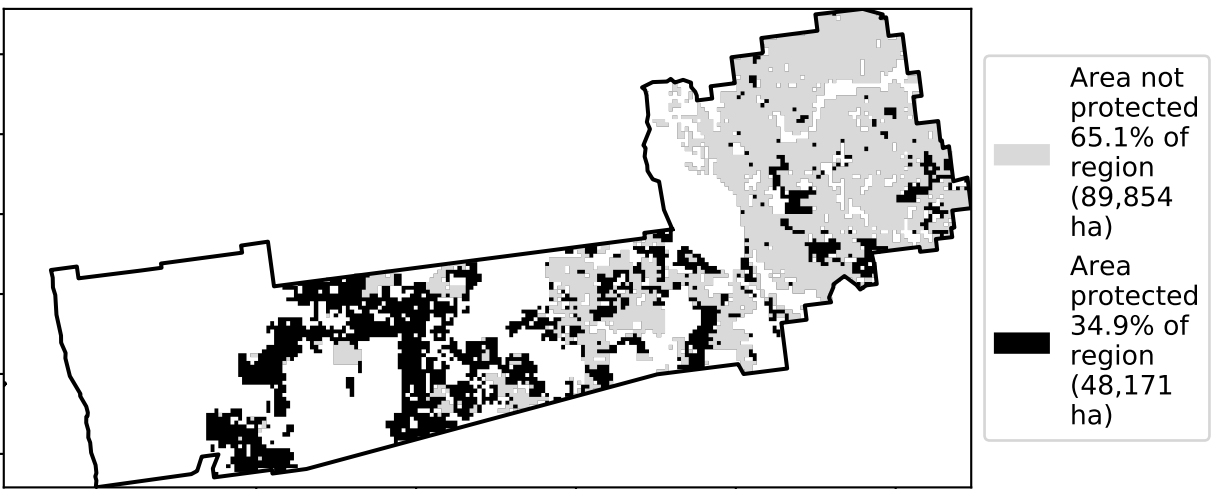 Area not
protected
65.1% of
region
(89,854
ha)
Area
protected
34.9% of
region
(48,171
ha)